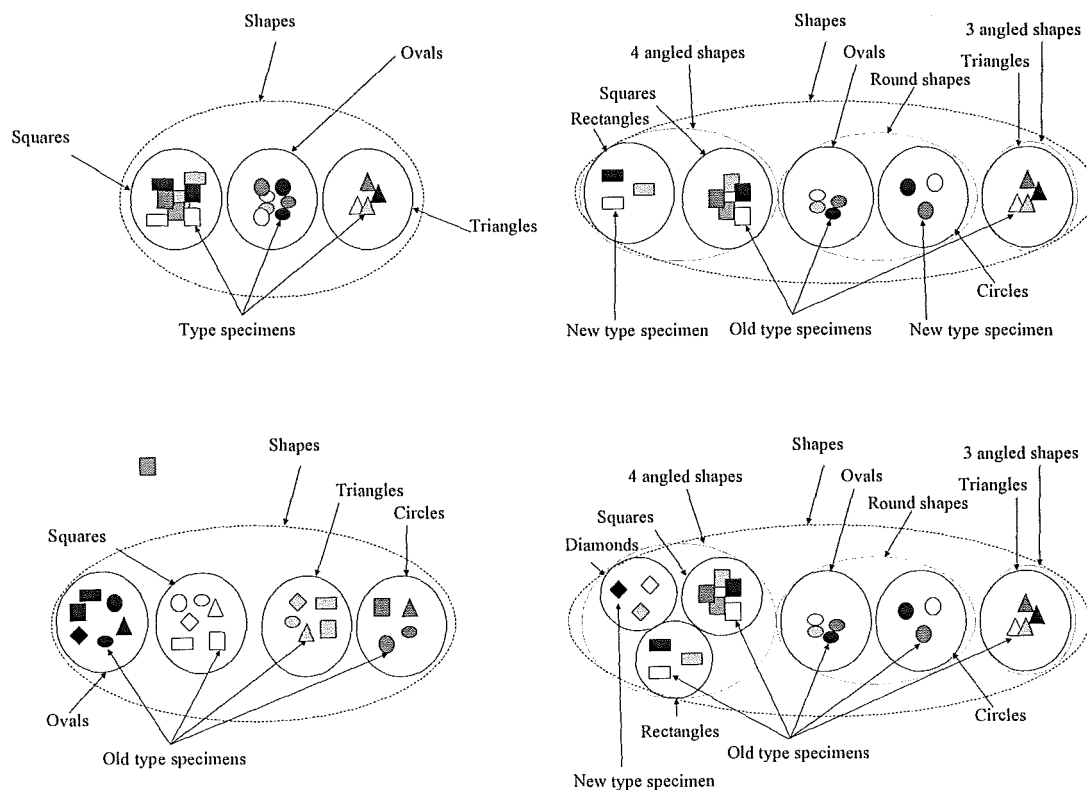 Shapes
Ovals
Squares
Triangles
Type specimens
Shapes
3 angled shapes
4 angled shapes
Ovals
Triangles
Round shapes
Squares
Rectangles
Circles
New type specimen
Old type specimens
New type specimen
Shapes
Triangles
Circles
Squares
Ovals
Old type specimens
Shapes
3 angled shapes
4 angled shapes
Ovals
Triangles
Round shapes
Squares
Diamonds
Circles
Rectangles
Old type specimens
New type specimen